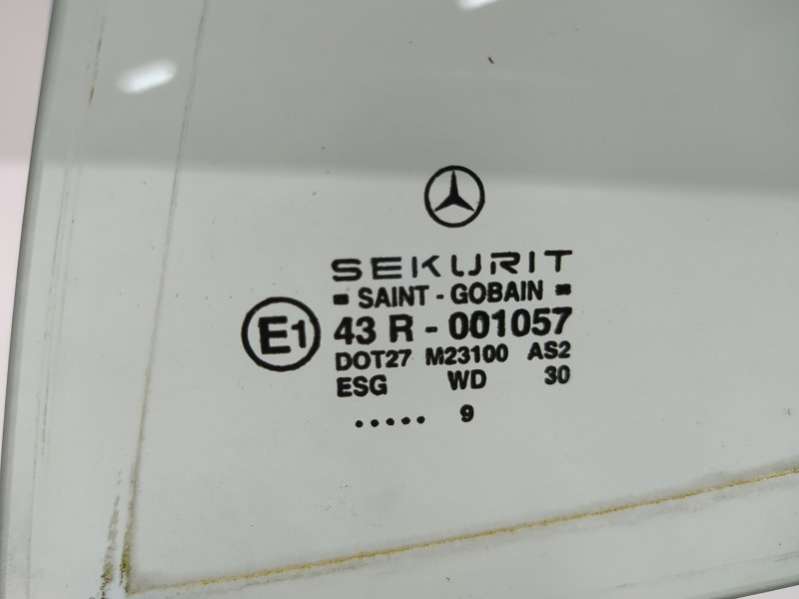 SEKURIT
= SAINT - GOBAIN =
E1 43 R - 001057
DOT27 M23100 AS2
ESG WD 30
..... 9